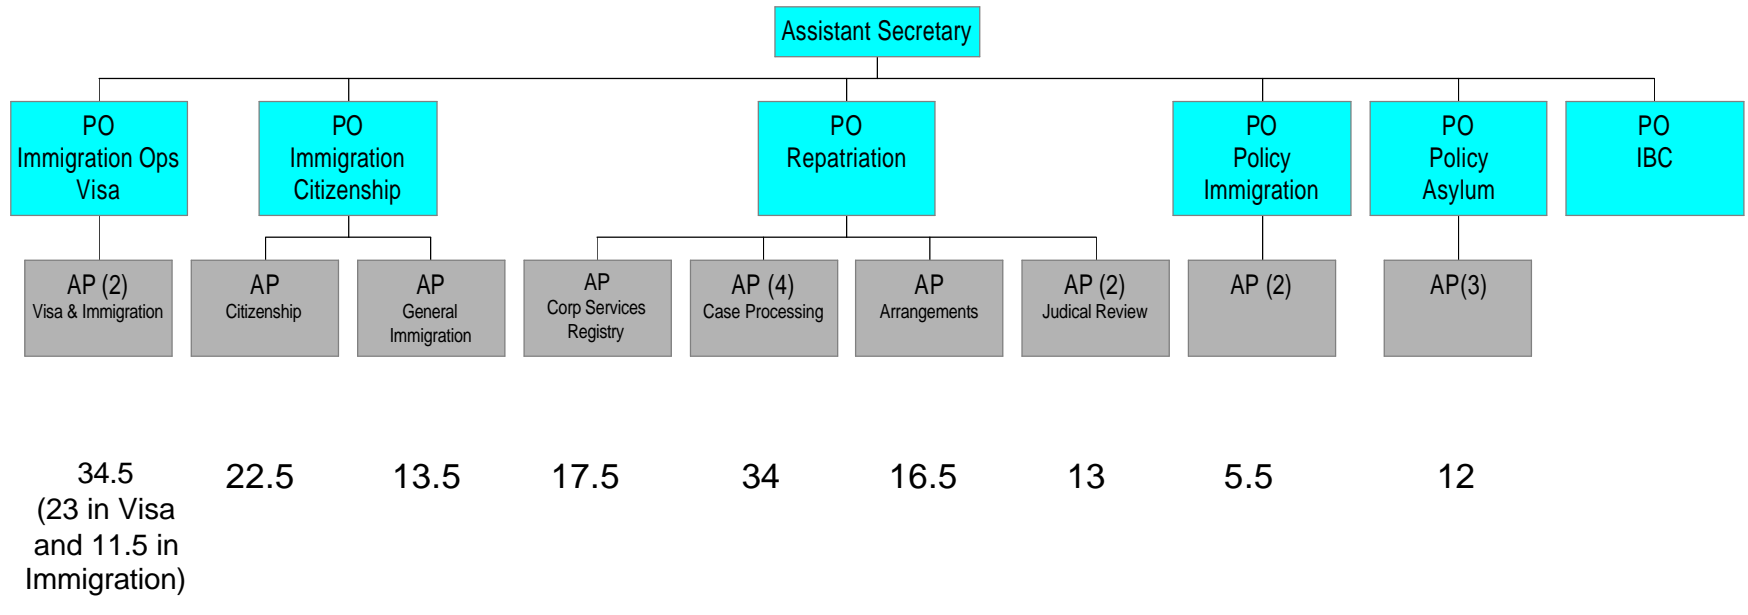 Assistant Secretary
PO
Immigration Ops
Visa
PO
Immigration
Citizenship
PO
Repatriation
PO
Policy
Immigration
PO
Policy
Asylum
PO
IBC
AP (2)
Visa & Immigration
AP
Citizenship
AP
General
Immigration
AP
Corp Services
Registry
AP (4)
Case Processing
AP
Arrangements
AP (2)
Judical Review
AP (2)
AP(3)
34.5
(23 in Visa
and 11.5 in
Immigration)
22.5
13.5
17.5
34
16.5
13
5.5
12